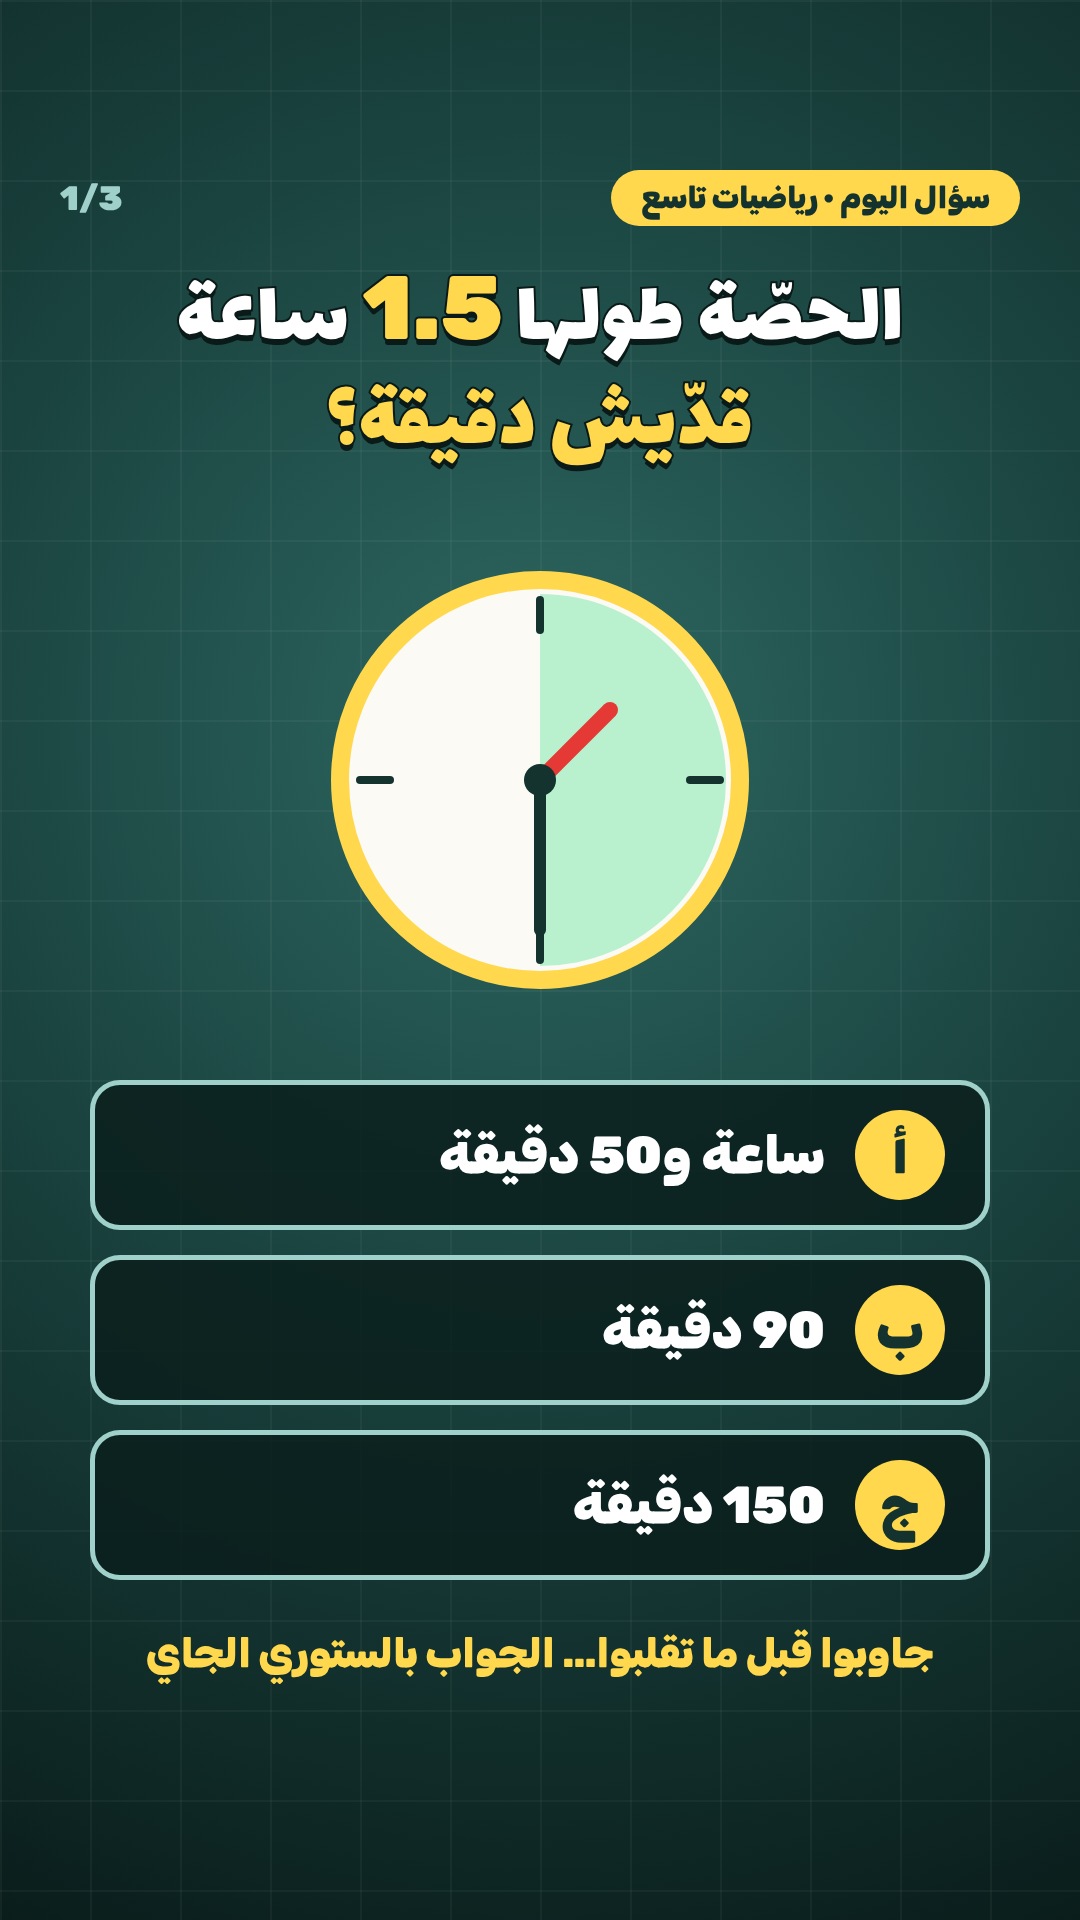 سؤال اليوم • رياضيات تاسع
1/3
الحصّة طولها 1.5 ساعة
قدّيش دقيقة؟
أ ساعة و50 دقيقة
ب 90 دقيقة
ج 150 دقيقة
جاوبوا قبل ما تقلبوا... الجواب بالستوري الجاي